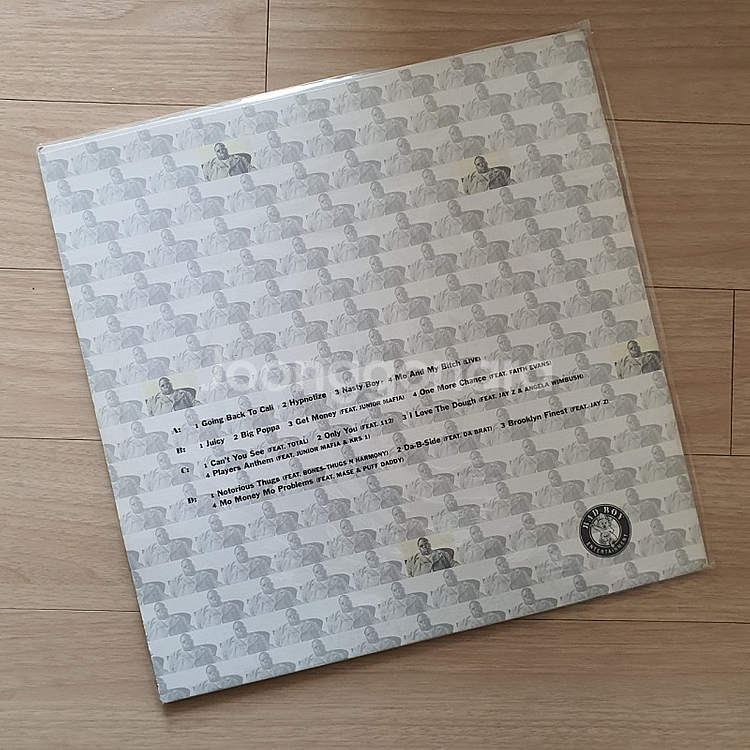 joonggonara
A: 1 Going Back To Cali 2 Hypnotize 3 Nasty Boy 4 Me And My Bitch (LIVE)
B: 1 Juicy 2 Big Poppa 3 Get Money (FEAT. JUNIOR MAFIA) 4 One More Chance (FEAT. FAITH EVANS)
C: 1 Can't You See (FEAT. TOTAL) 2 Only You (FEAT. 112) 3 I Love The Dough (FEAT. JAY Z & ANGELA WIMBUSH)
4 Players Anthem (FEAT. JUNIOR MAFIA & KRS 1)
D: 1 Notorious Thugs (FEAT. BONES-THUGS N HARMONY) 2 Da-B-Side (FEAT. DA BRAT) 3 Brooklyn Finest (FEAT. JAY Z)
4 Mo Money Mo Problems (FEAT. MASE & PUFF DADDY)
BAD BOY
ENTERTAINMENT